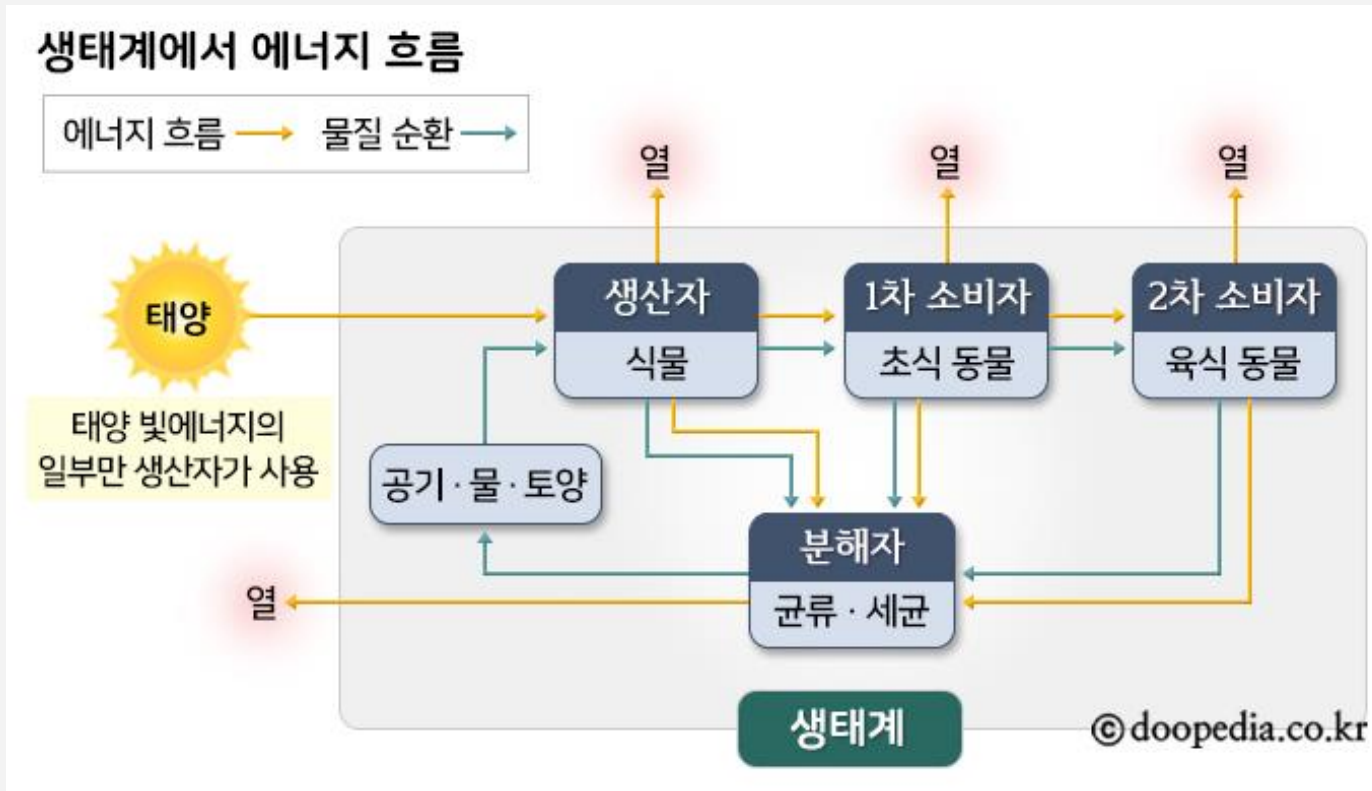 생태계에서 에너지 흐름
에너지 흐름 물질 순환
열 열 열
태양
생산자
식물
1차 소비자
초식 동물
2차 소비자
육식 동물
태양 빛에너지의
일부만 생산자가 사용
공기 · 물 · 토양
분해자
균류 · 세균
열
생태계
ⓒ doopedia.co.kr